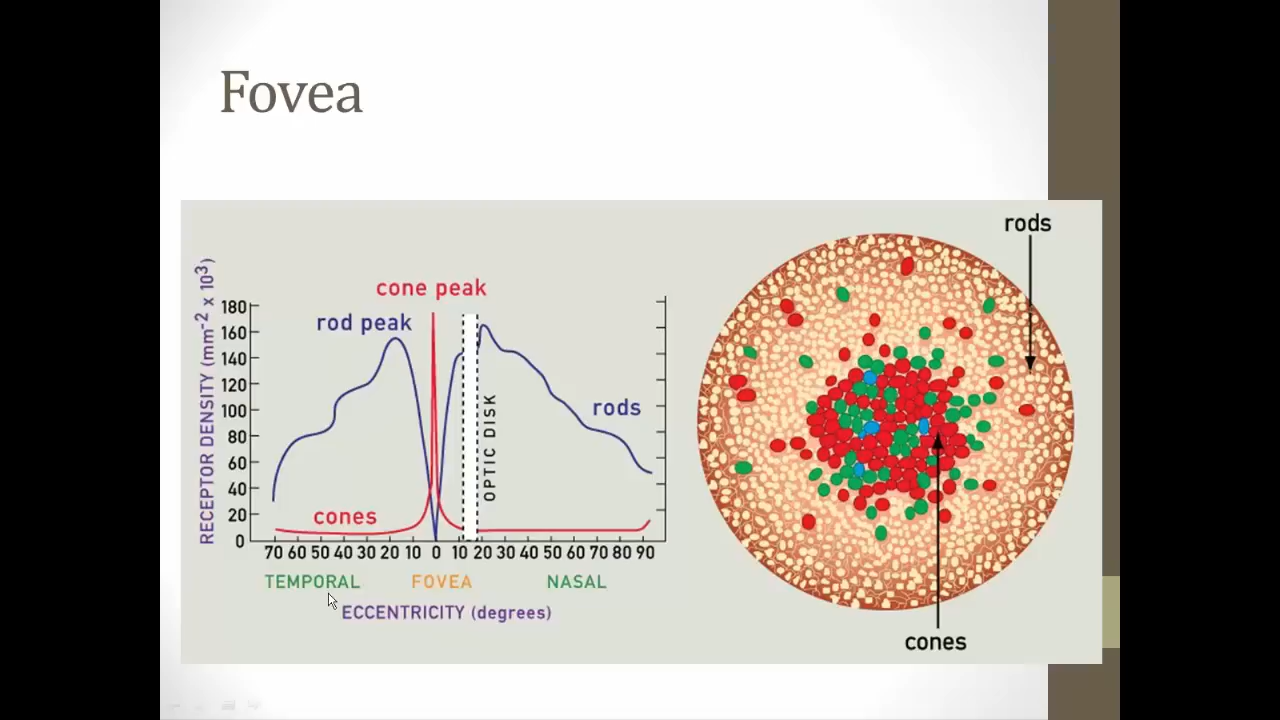 Fovea
RECEPTOR DENSITY (mm⁻² x 10³)
180
160
140
120
100
80
60
40
20
0
cone peak
rod peak
rods
cones
OPTIC DISK
70 60 50 40 30 20 10 0 10 20 30 40 50 60 70 80 90
TEMPORAL FOVEA NASAL
ECCENTRICITY (degrees)
rods
cones